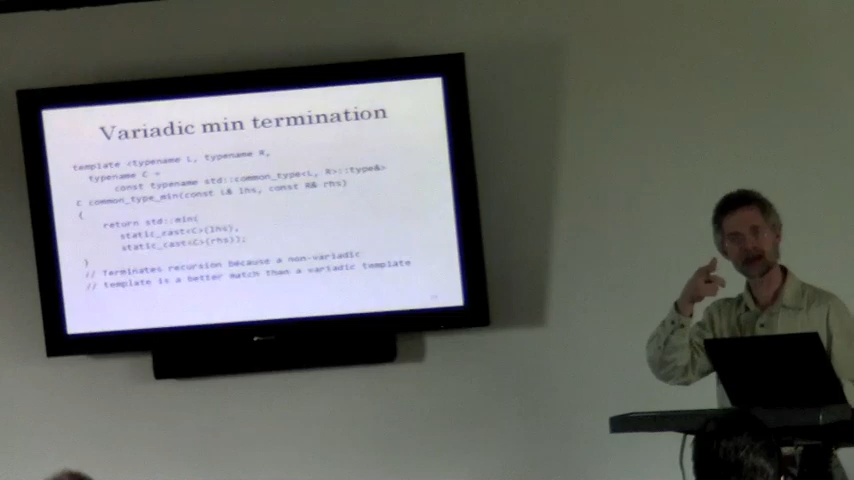 Variadic min termination
template <typename L, typename R,
typename C =
const typename std::common_type<L, R>::type&>
C common_type_min(const L& lhs, const R& rhs)
{
return std::min(
static_cast<C>(lhs),
static_cast<C>(rhs));
}
// Terminates recursion because a non-variadic
// template is a better match than a variadic template